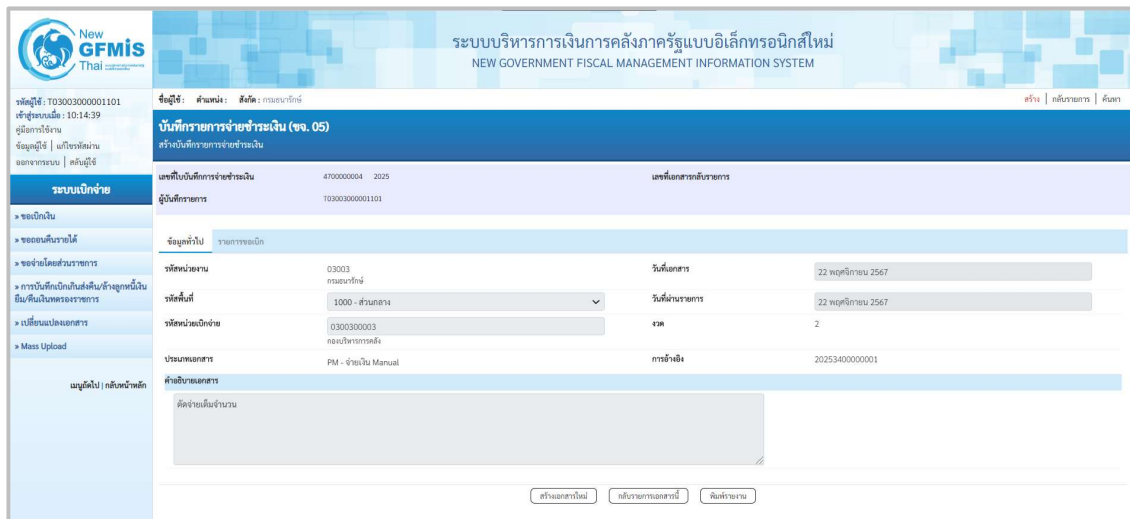 New
GFMIS
Thai
ระบบบริหารการเงินการคลังภาครัฐแบบอิเล็กทรอนิกส์ใหม่
NEW GOVERNMENT FISCAL MANAGEMENT INFORMATION SYSTEM
รหัสผู้ใช้ : T03003000001101
เข้าสู่ระบบเมื่อ : 10:14:39
คู่มือการใช้งาน
ข้อมูลผู้ใช้ | แก้ไขรหัสผ่าน
ออกจากระบบ | สลับผู้ใช้
ชื่อผู้ใช้ : ตำแหน่ง : สังกัด : กรมธนารักษ์
สร้าง | กลับรายการ | ค้นหา
บันทึกรายการจ่ายชำระเงิน (ขจ. 05)
สร้างบันทึกรายการจ่ายชำระเงิน
ระบบเบิกจ่าย
» ขอเบิกเงิน
» ขอถอนคืนรายได้
» ขอจ่ายโดยส่วนราชการ
» การบันทึกเบิกเกินส่งคืน/ล้างลูกหนี้เงินยืม/คืนเงินทดรองราชการ
» เปลี่ยนแปลงเอกสาร
» Mass Upload
เมนูถัดไป | กลับหน้าหลัก
เลขที่ใบบันทึกการจ่ายชำระเงิน 4700000004 2025 เลขที่เอกสารกลับรายการ
ผู้บันทึกรายการ T03003000001101
ข้อมูลทั่วไป รายการขอเบิก
รหัสหน่วยงาน 03003 วันที่เอกสาร 22 พฤศจิกายน 2567
กรมธนารักษ์
รหัสพื้นที่ 1000 - ส่วนกลาง วันที่ผ่านรายการ 22 พฤศจิกายน 2567
รหัสหน่วยเบิกจ่าย 0300300003 งวด 2
กองบริหารการคลัง
ประเภทเอกสาร PM - จ่ายเงิน Manual การอ้างอิง 20253400000001
คำอธิบายเอกสาร
ตัดจ่ายเต็มจำนวน
สร้างเอกสารใหม่ กลับรายการเอกสารนี้ พิมพ์รายงาน